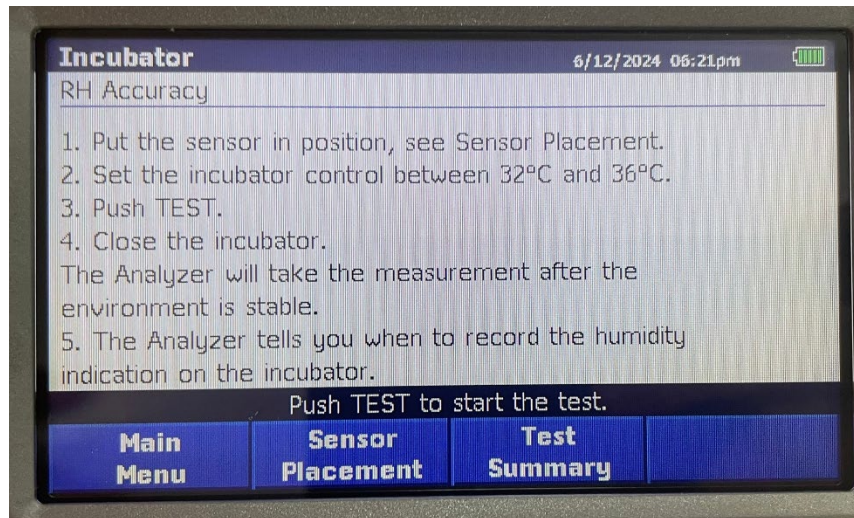 Incubator 6/12/2024 06:21pm
RH Accuracy
1. Put the sensor in position, see Sensor Placement.
2. Set the incubator control between 32ºC and 36ºC.
3. Push TEST.
4. Close the incubator.
The Analyzer will take the measurement after the
environment is stable.
5. The Analyzer tells you when to record the humidity
indication on the incubator.
Push TEST to start the test.
Main Sensor Test
Menu Placement Summary